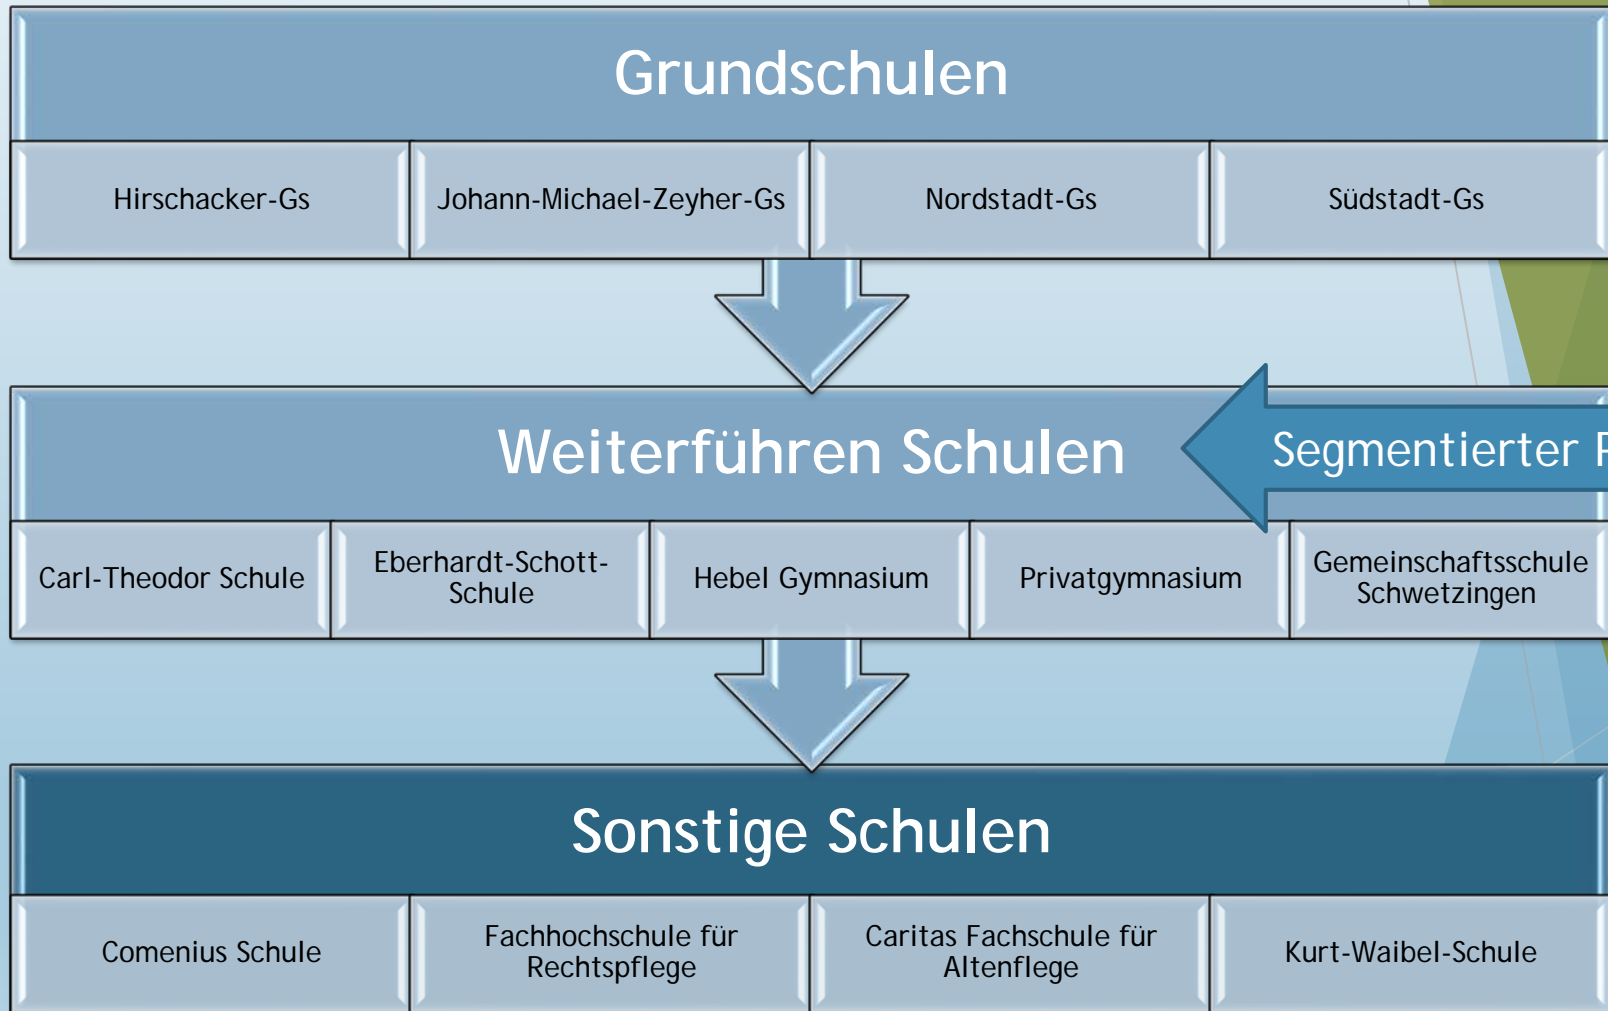 Grundschulen
Hirschacker-Gs
Johann-Michael-Zeyher-Gs
Nordstadt-Gs
Südstadt-Gs
Weiterführen Schulen
Segmentierter
Carl-Theodor Schule
Eberhardt-Schott-
Schule
Hebel Gymnasium
Privatgymnasium
Gemeinschaftsschule
Schwetzingen
Sonstige Schulen
Comenius Schule
Fachhochschule für
Rechtspflege
Caritas Fachschule für
Altenflege
Kurt-Waibel-Schule